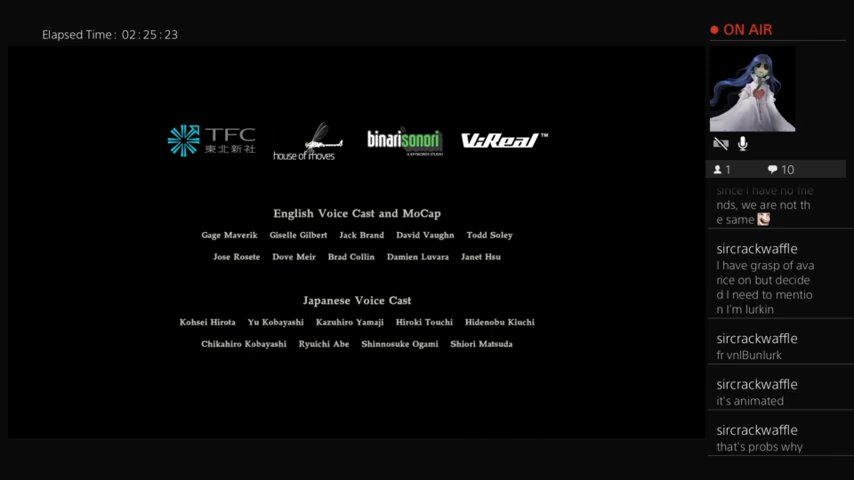 Elapsed Time: 02:25:23
ON AIR
TFC
東北新社
house of moves
binarisonori
A KEYWORDS STUDIO
V:Real™
English Voice Cast and MoCap
Gage Maverik Giselle Gilbert Jack Brand David Vaughn Todd Soley
Jose Rosete Dove Meir Brad Collin Damien Luvara Janet Hsu
Japanese Voice Cast
Kohsei Hirota Yu Kobayashi Kazuhiro Yamaji Hiroki Touchi Hidenobu Kiuchi
Chikahiro Kobayashi Ryuichi Abe Shinnosuke Ogami Shiori Matsuda
1 10
since I have no frie
nds, we are not th
e same
sircrackwaffle
I have grasp of ava
rice on but decide
d I need to mentio
n I'm lurkin
sircrackwaffle
fr vnlBunlurk
sircrackwaffle
it's animated
sircrackwaffle
that's probs why